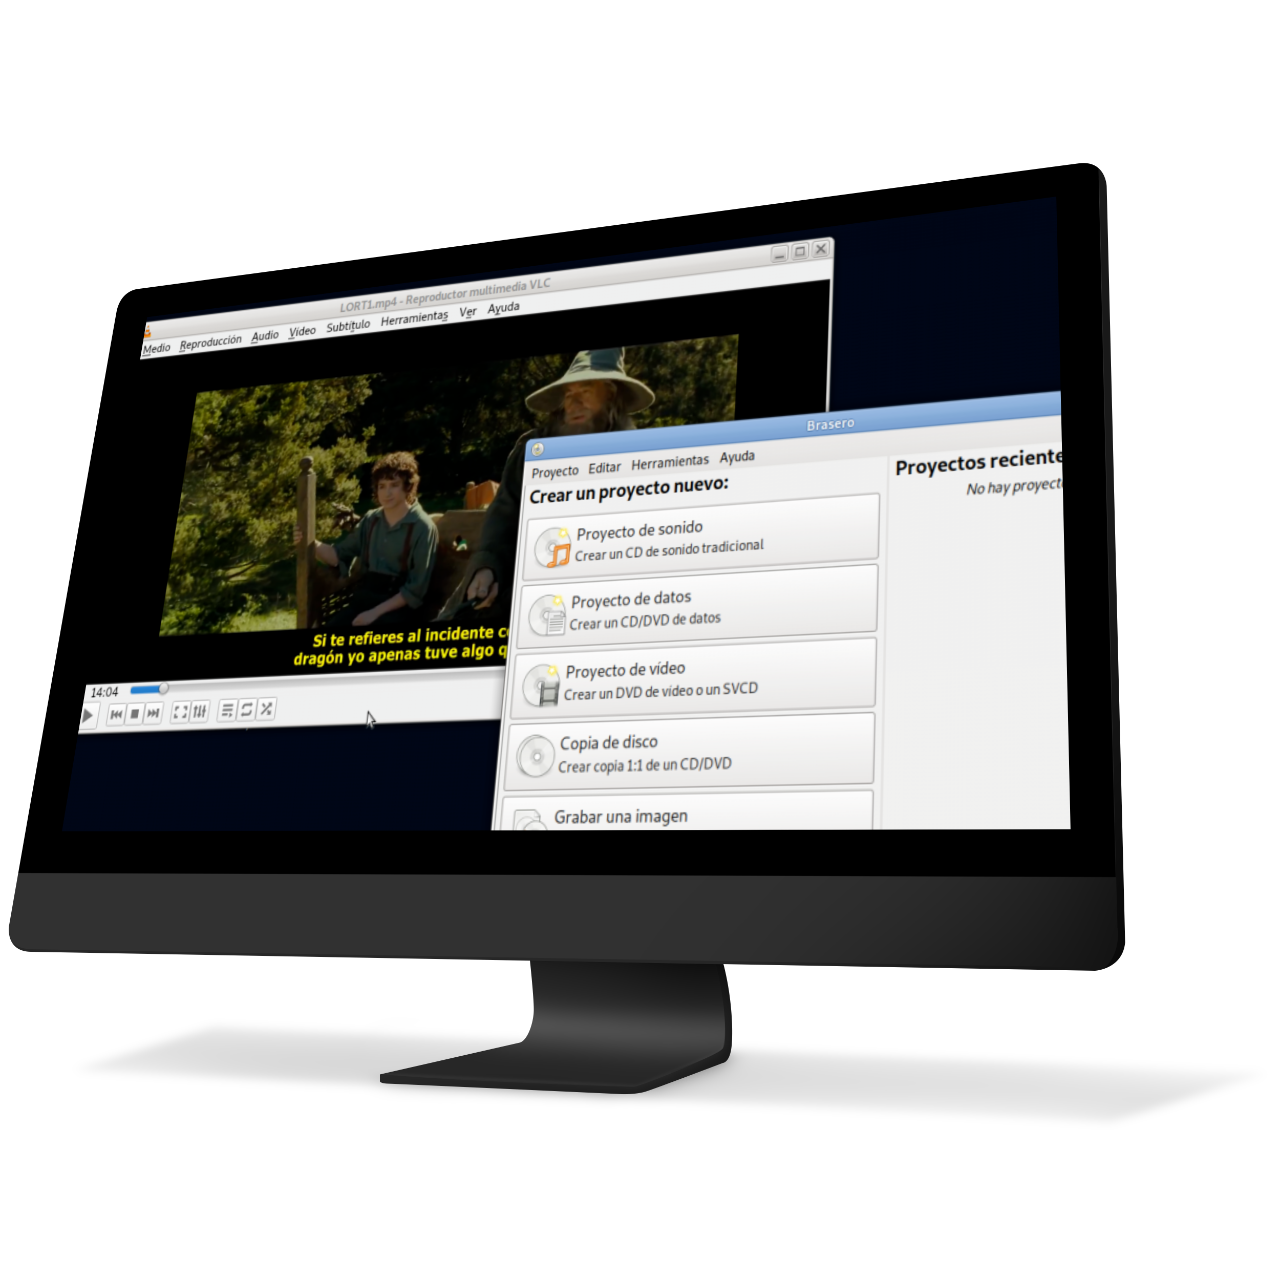 LORT1.mp4 - Reproductor multimedia VLC
Medio Reproducción Audio Vídeo Subtítulo Herramientas Ver Ayuda
Si te refieres al incidente
dragón yo apenas tuve algo
14:04
Brasero
Proyecto Editar Herramientas Ayuda
Crear un proyecto nuevo:
Proyecto de sonido
Crear un CD de sonido tradicional
Proyecto de datos
Crear un CD/DVD de datos
Proyecto de vídeo
Crear un DVD de vídeo o un SVCD
Copia de disco
Crear copia 1:1 de un CD/DVD
Grabar una imagen
Proyectos reciente
No hay proyect